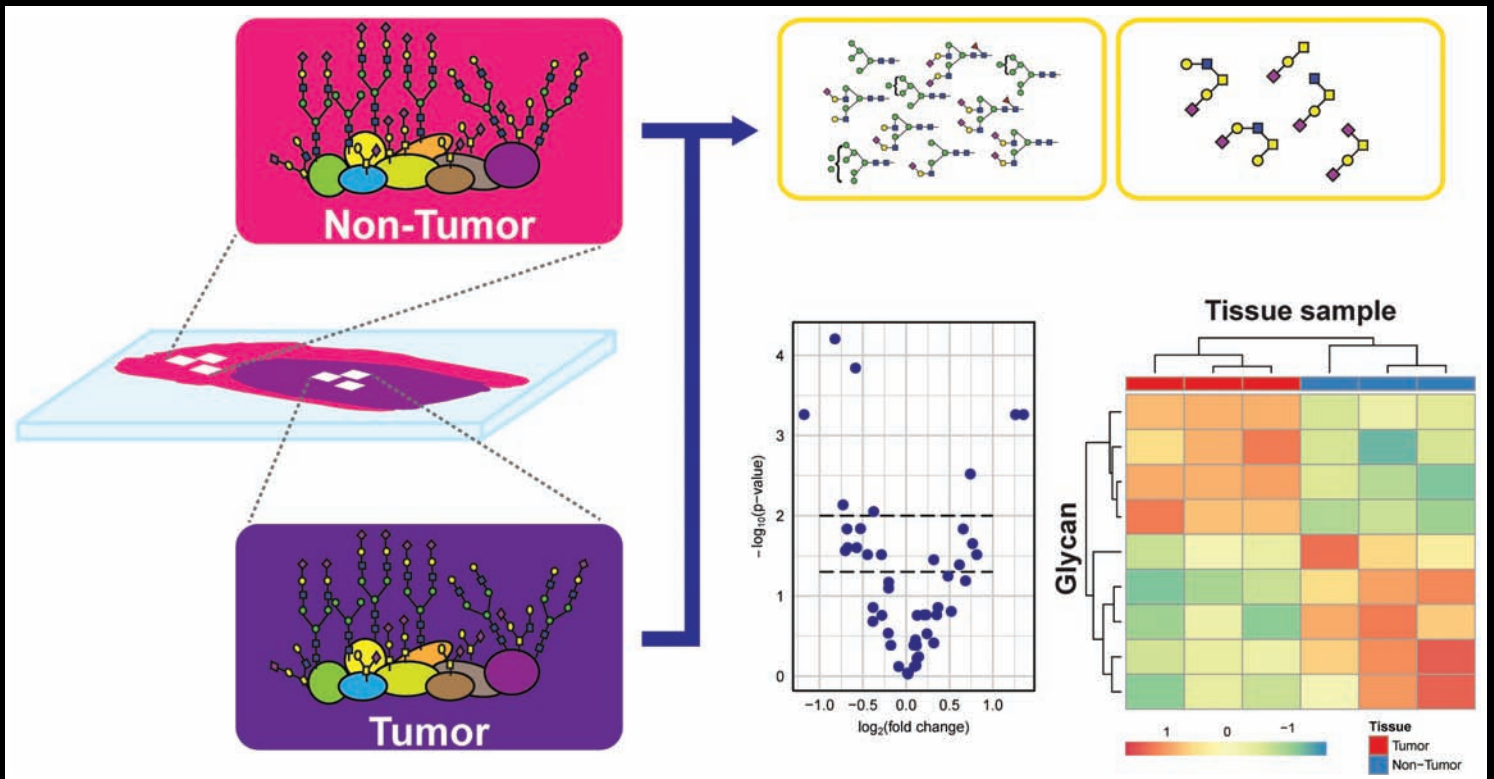 Non-Tumor
Tumor
4
3
2
1
0
−log₁₀(p−value)
−1.0 −0.5 0.0 0.5 1.0
log₂(fold change)
Tissue sample
Glycan
1 0 −1
Tissue
Tumor
Non−Tumor